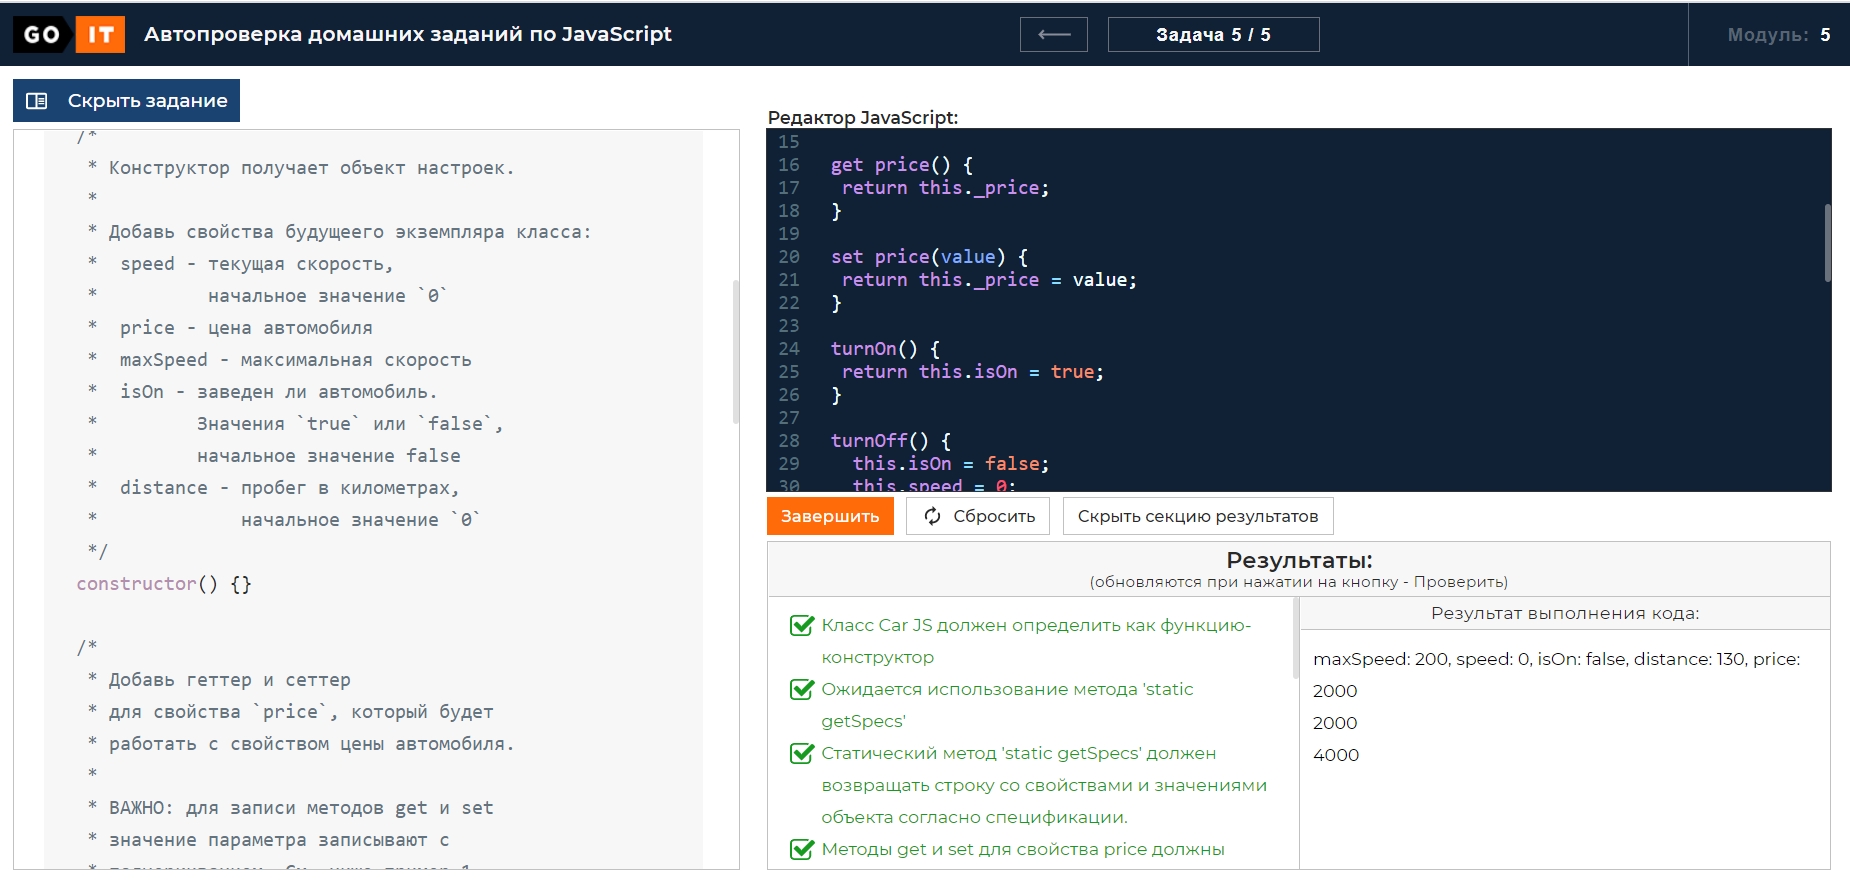 GO IT
Автопроверка домашних заданий по JavaScript
Задача 5 / 5
Модуль: 5
Скрыть задание
/*
* Конструктор получает объект настроек.
*
* Добавь свойства будущеего экземпляра класса:
* speed - текущая скорость,
* начальное значение `0`
* price - цена автомобиля
* maxSpeed - максимальная скорость
* isOn - заведен ли автомобиль.
* Значения `true` или `false`,
* начальное значение false
* distance - пробег в километрах,
* начальное значение `0`
*/
constructor() {}
/*
* Добавь геттер и сеттер
* для свойства `price`, который будет
* работать с свойством цены автомобиля.
*
* ВАЖНО: для записи методов get и set
* значение параметра записывают с
Редактор JavaScript:
15
16 get price() {
17 return this._price;
18 }
19
20 set price(value) {
21 return this._price = value;
22 }
23
24 turnOn() {
25 return this.isOn = true;
26 }
27
28 turnOff() {
29 this.isOn = false;
30 this.speed = 0;
Завершить
Сбросить
Скрыть секцию результатов
Результаты:
(обновляются при нажатии на кнопку - Проверить)
Класс Car JS должен определить как функцию-
конструктор
Ожидается использование метода 'static
getSpecs'
Статический метод 'static getSpecs' должен
возвращать строку со свойствами и значениями
объекта согласно спецификации.
Методы get и set для свойства price должны
Результат выполнения кода:
maxSpeed: 200, speed: 0, isOn: false, distance: 130, price:
2000
2000
4000